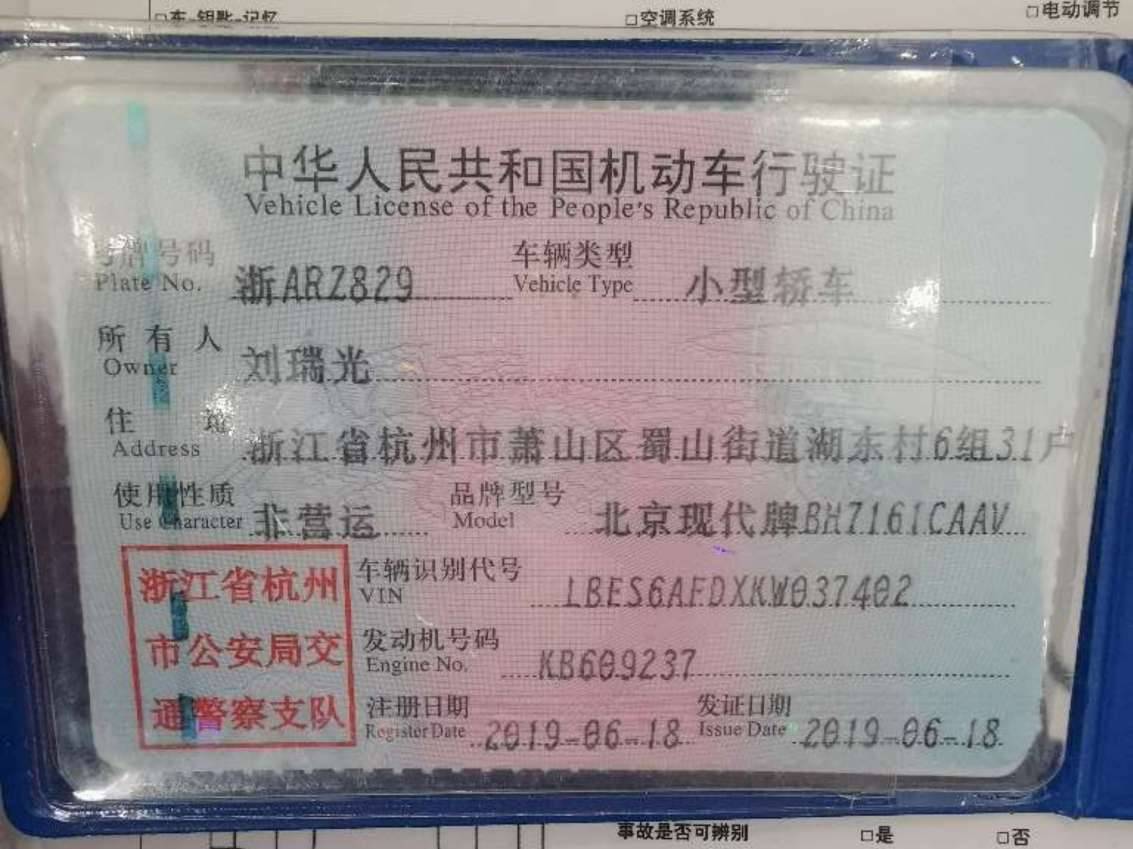 □车 钥匙-记忆 □空调系统 □电动调节
中华人民共和国机动车行驶证
Vehicle License of the People's Republic of China
号牌号码 车辆类型
Plate No. 浙ARZ829 Vehicle Type 小型轿车
所有人
Owner 刘瑞光
住 址
Address 浙江省杭州市萧山区蜀山街道湖东村6组31户
使用性质 品牌型号
Use Character 非营运 Model 北京现代牌BH7161CAAV
浙江省杭州
市公安局交
通警察支队
车辆识别代号
VIN LBES6AFDXKW037402
发动机号码
Engine No. KB609237
注册日期 发证日期
Register Date 2019-06-18 Issue Date 2019-06-18
事故是否可辨别 □是 □否